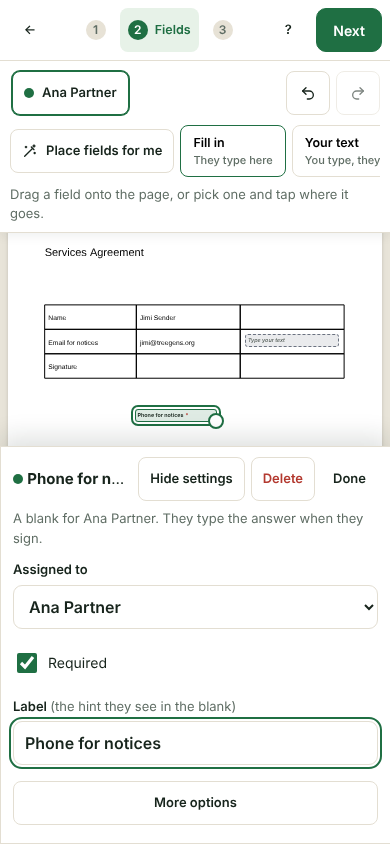 ←
1
2 Fields
3
?
Next
Ana Partner
Place fields for me
Fill in
They type here
Your text
You type, they
Drag a field onto the page, or pick one and tap where it
goes.
Services Agreement
Name
Jimi Sender
Email for notices
jimi@treegens.org
Type your text
Signature
Phone for notices *
Phone for n...
Hide settings
Delete
Done
A blank for Ana Partner. They type the answer when they
sign.
Assigned to
Ana Partner
Required
Label (the hint they see in the blank)
Phone for notices
More options